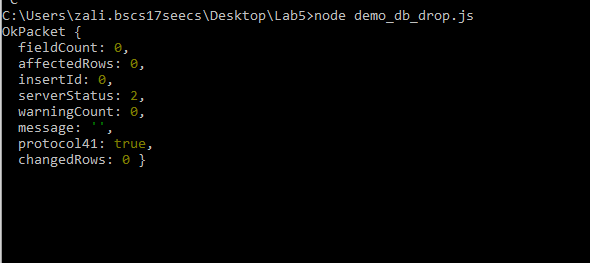 C:\Users\zali.bscs17seecs\Desktop\Lab5>node demo_db_drop.js
OkPacket {
  fieldCount: 0,
  affectedRows: 0,
  insertId: 0,
  serverStatus: 2,
  warningCount: 0,
  message: '',
  protocol41: true,
  changedRows: 0 }